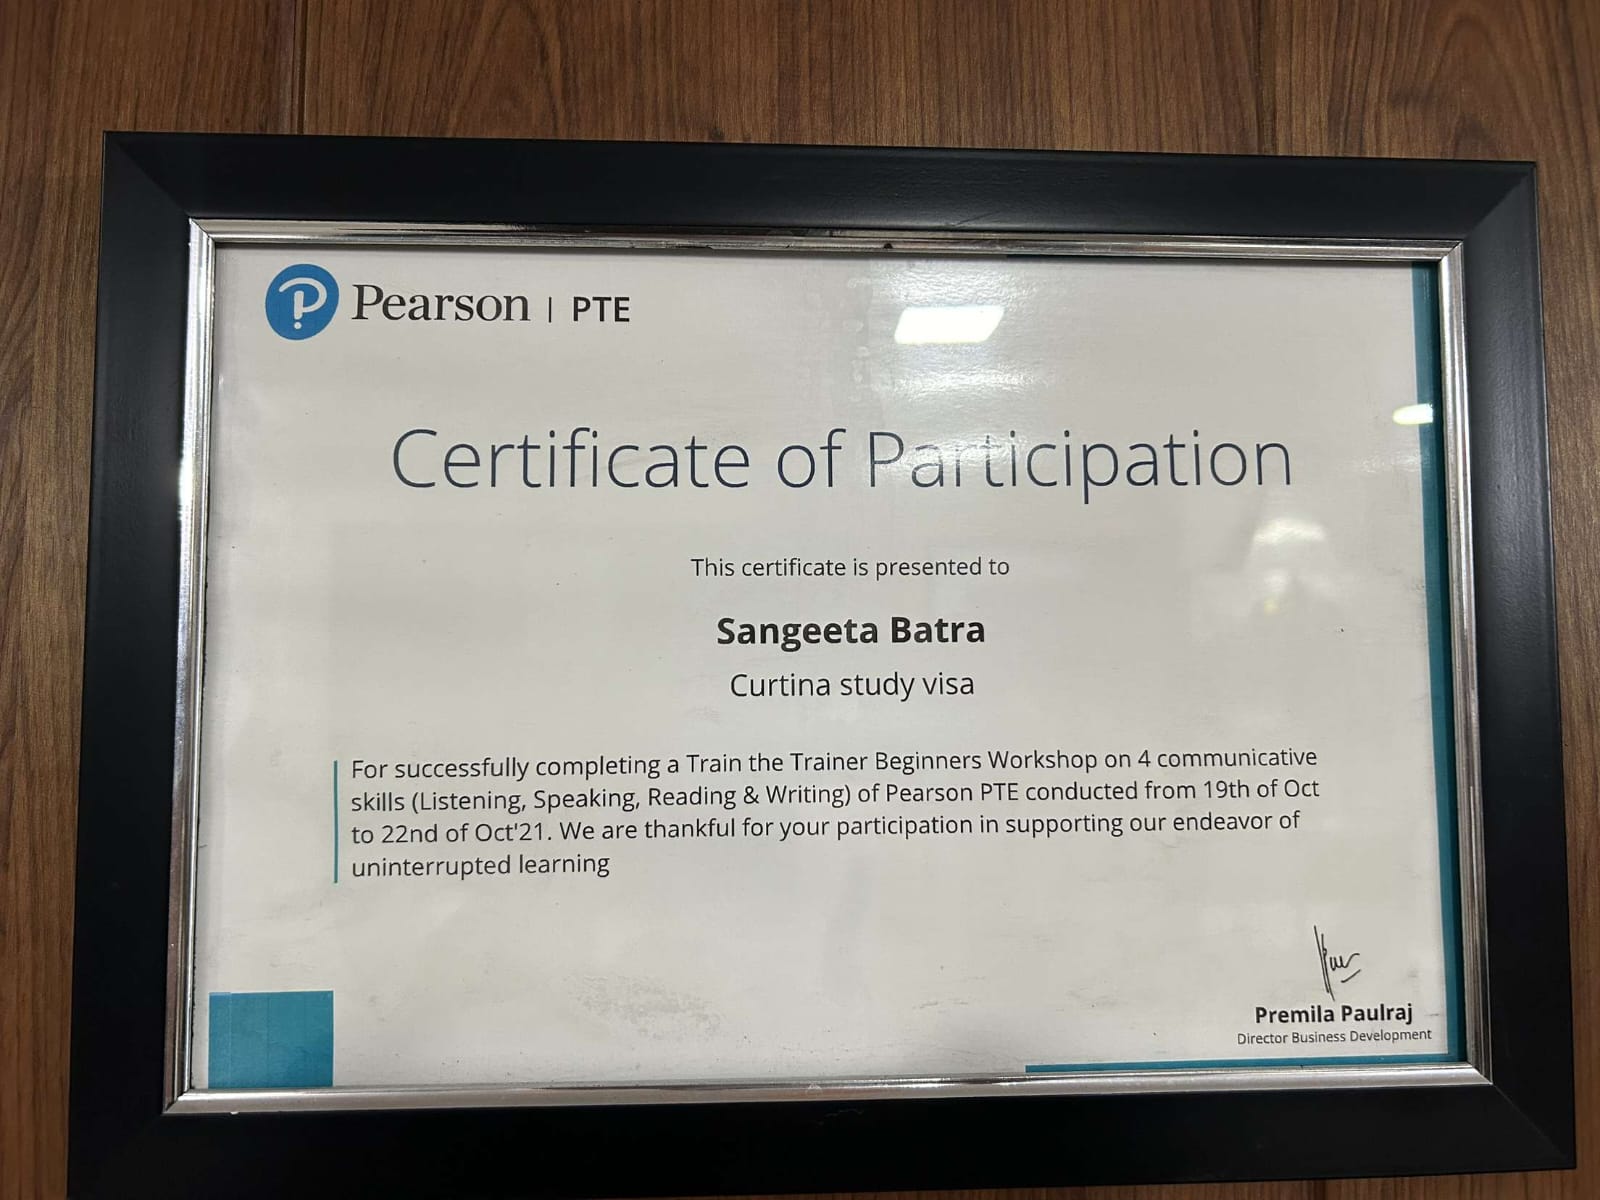 Pearson | PTE
Certificate of Participation
This certificate is presented to
Sangeeta Batra
Curtina study visa
For successfully completing a Train the Trainer Beginners Workshop on 4 communicative
skills (Listening, Speaking, Reading & Writing) of Pearson PTE conducted from 19th of Oct
to 22nd of Oct'21. We are thankful for your participation in supporting our endeavor of
uninterrupted learning
Premila Paulraj
Director Business Development